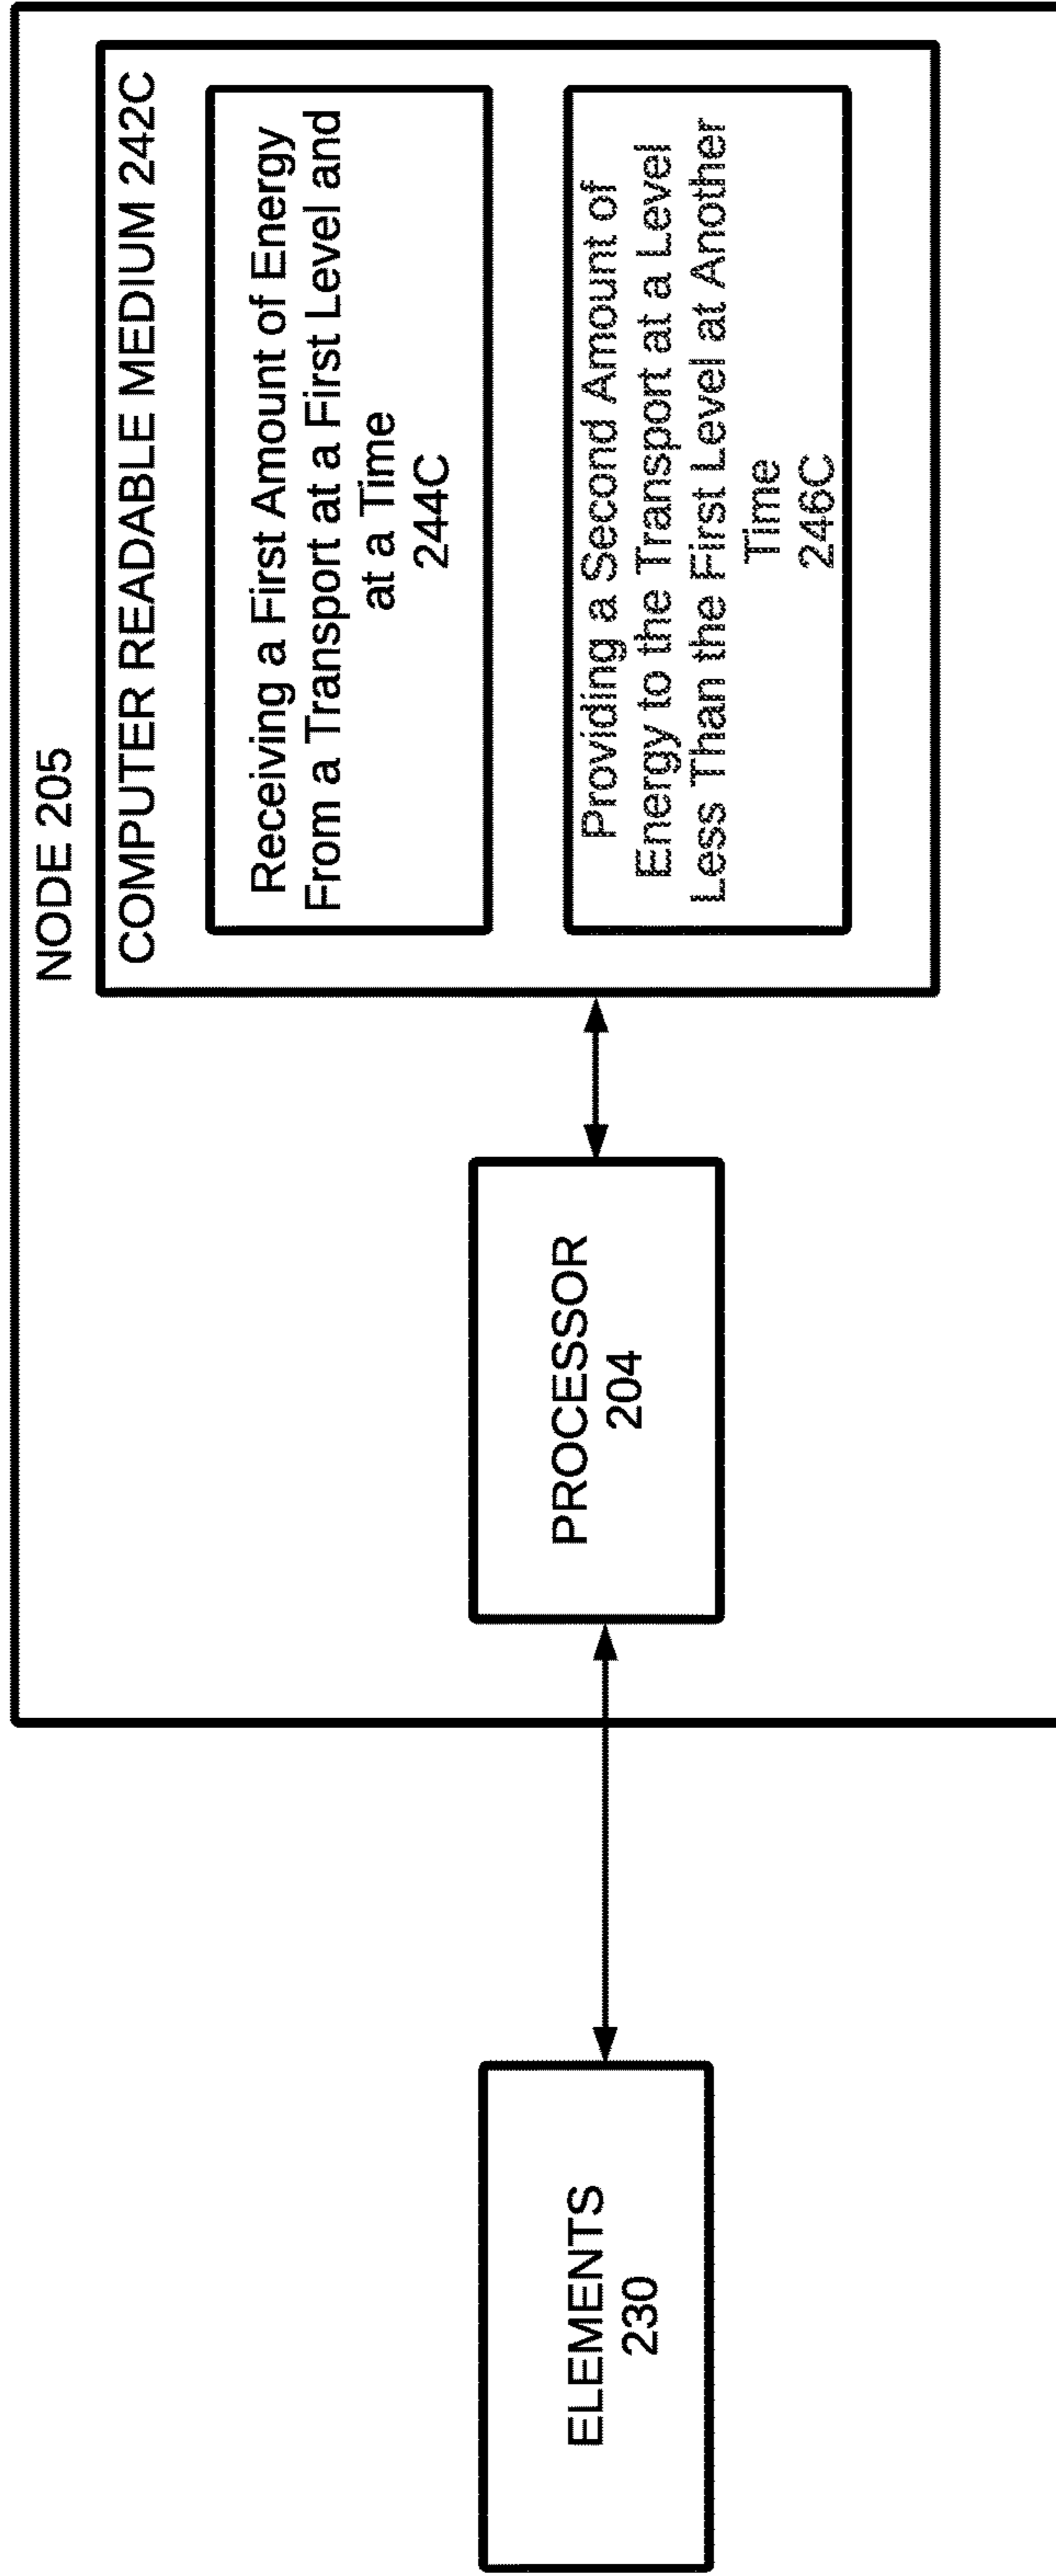 NODE 205
COMPUTER READABLE MEDIUM 242C
Receiving a First Amount of Energy
From a Transport at a First Level and
at a Time
244C
Providing a Second Amount of
Energy to the Transport at a Level
Less Than the First Level at Another
Time
246C
PROCESSOR
204
ELEMENTS
230